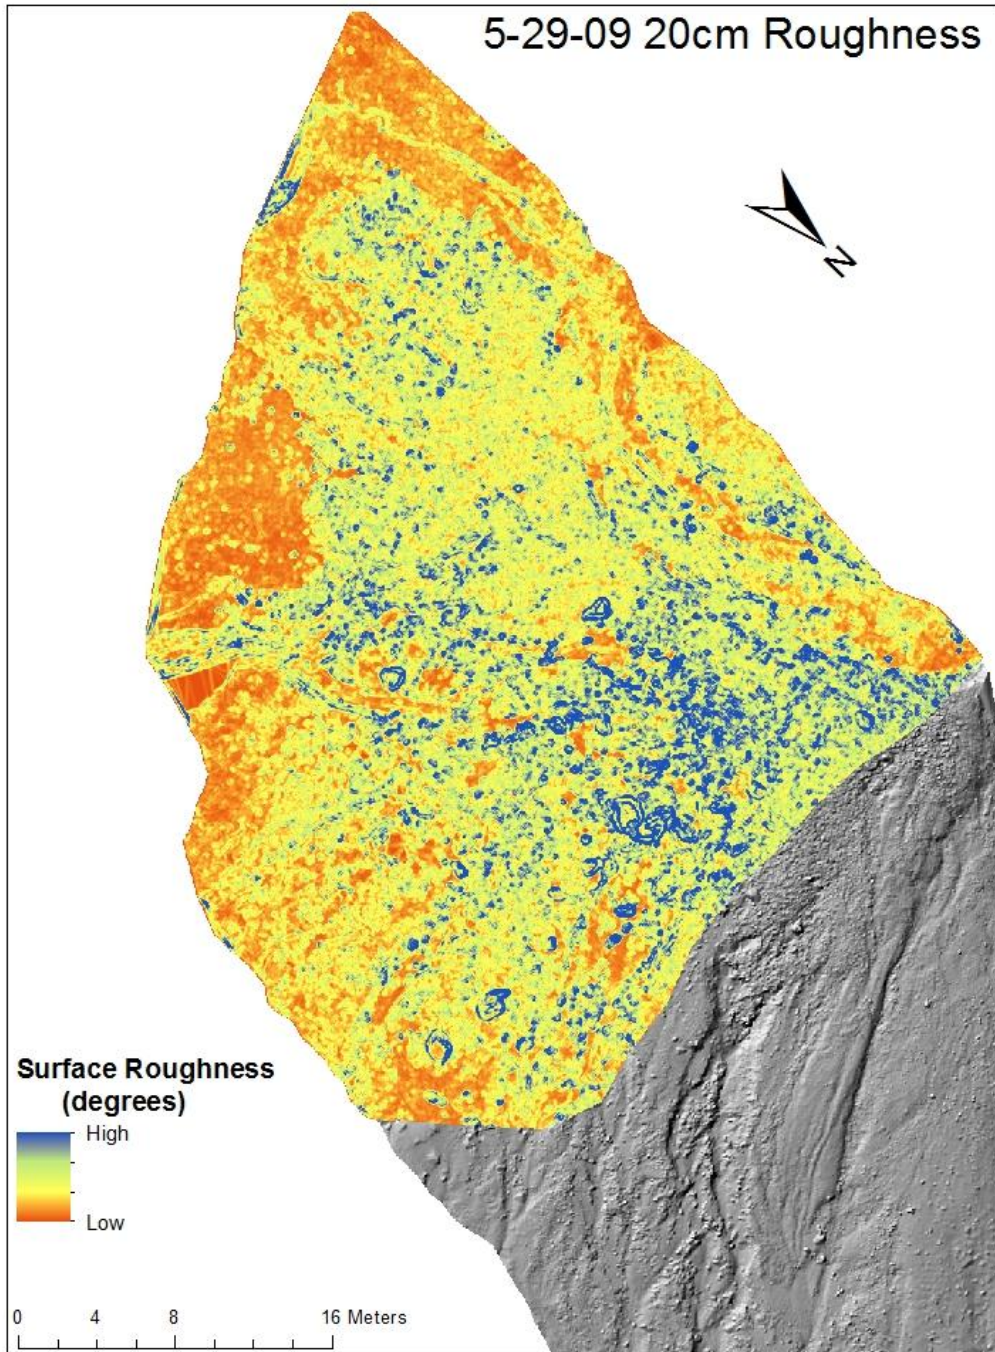 5-29-09 20cm Roughness
N
Surface Roughness
(degrees)
High
Low
0 4 8 16 Meters